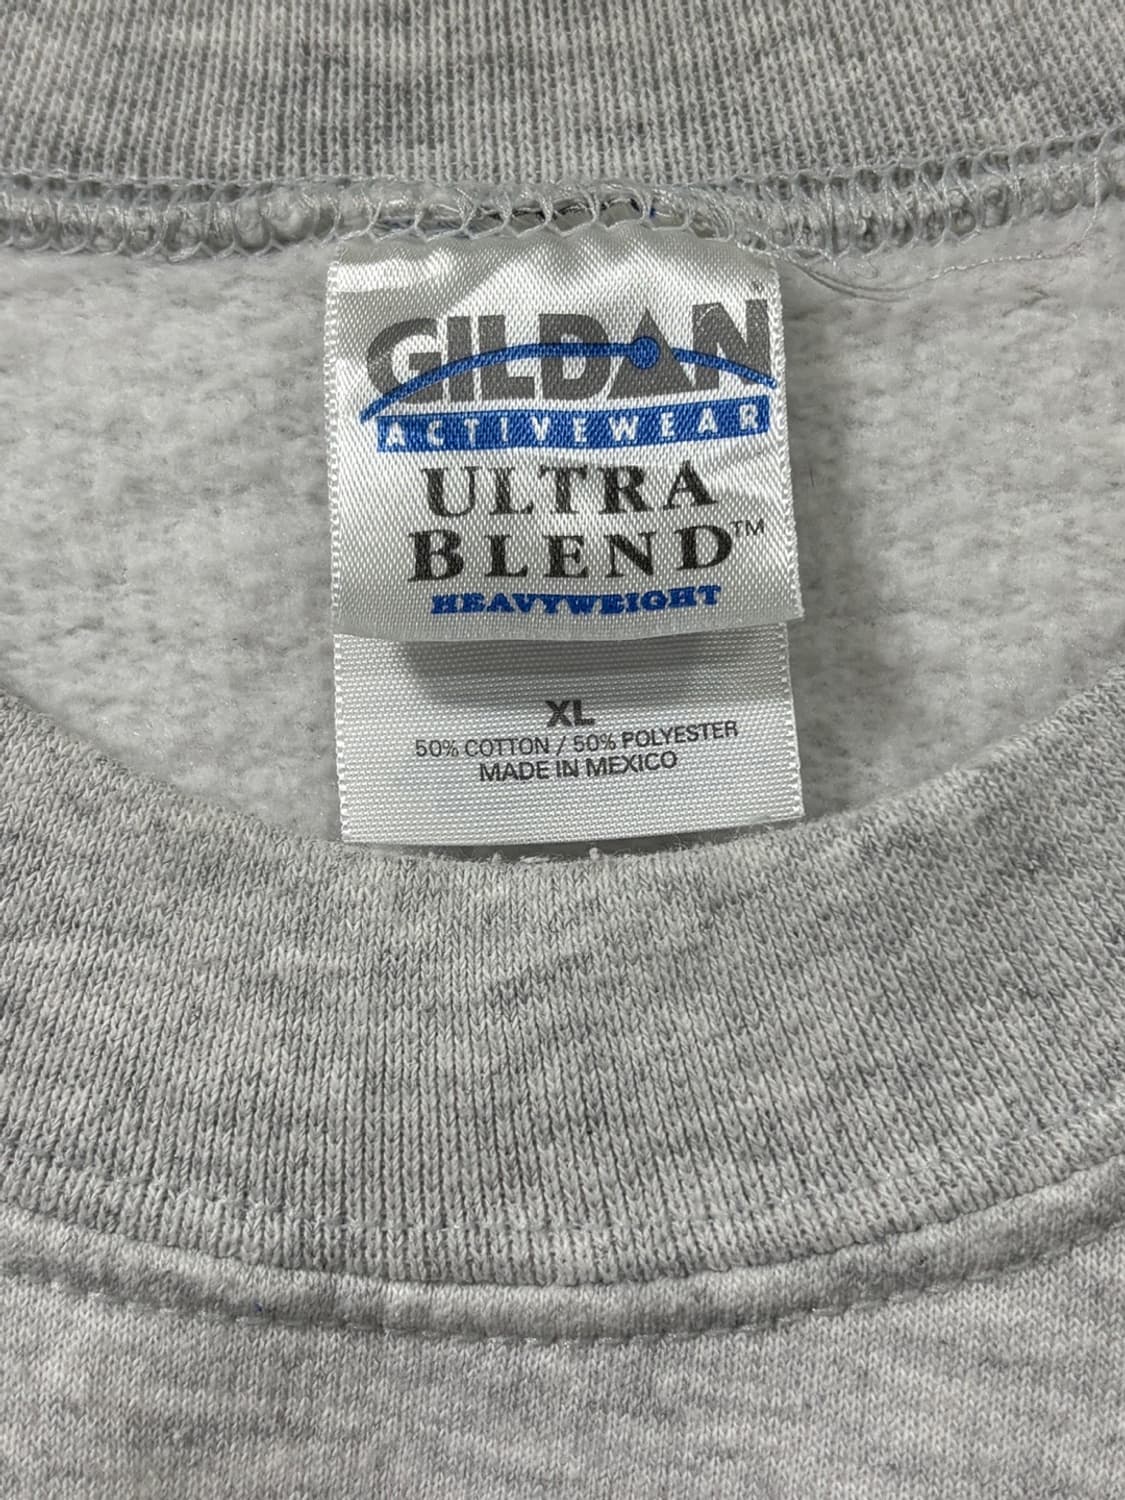 GILDAN
ACTIVEWEAR
ULTRA
BLEND™
HEAVYWEIGHT
XL
50% COTTON / 50% POLYESTER
MADE IN MEXICO